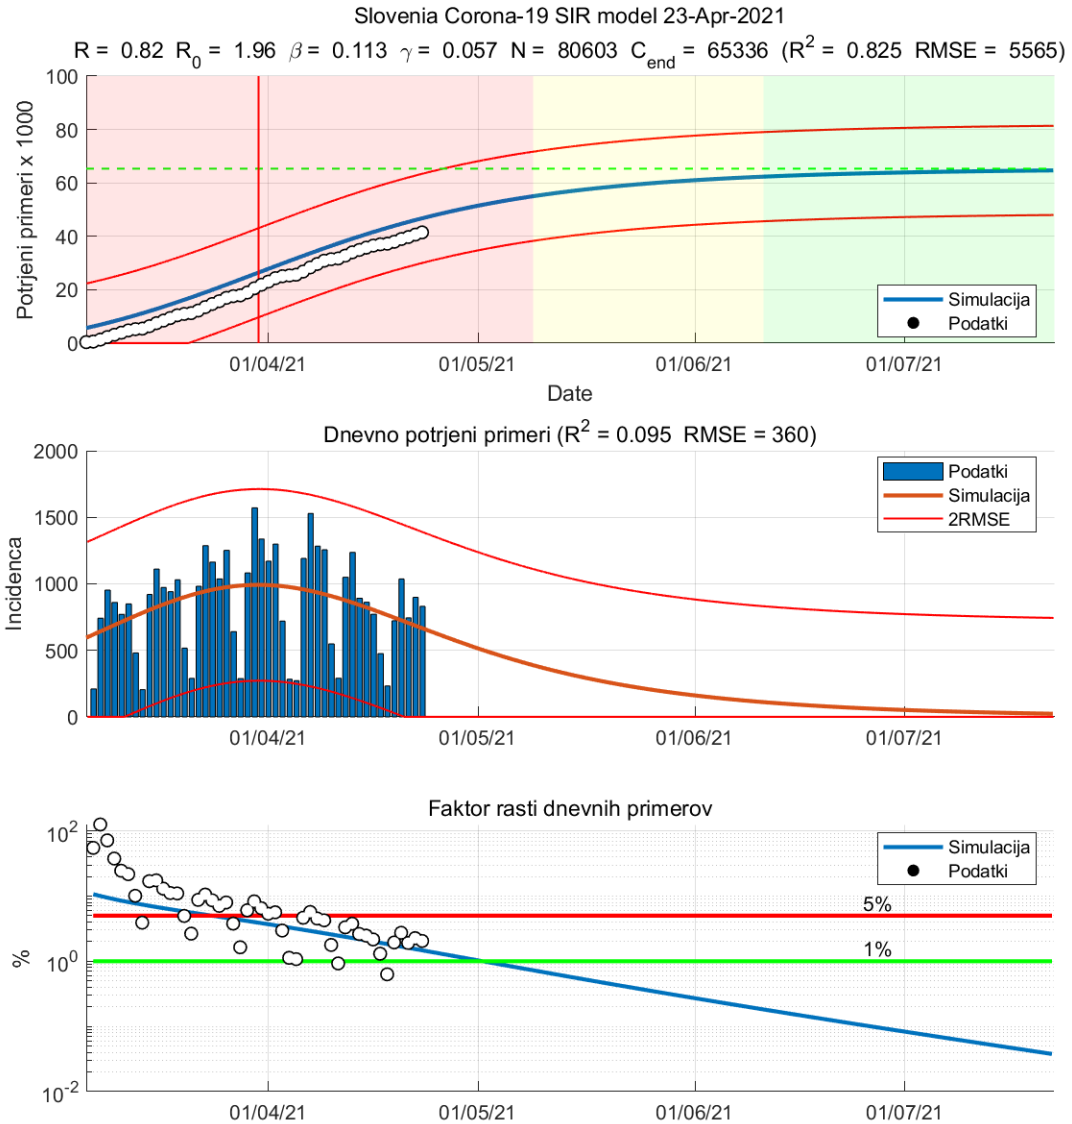 Slovenia Corona-19 SIR model 23-Apr-2021
R = 0.82 R0 = 1.96 β = 0.113 γ = 0.057 N = 80603 Cend = 65336 (R2 = 0.825 RMSE = 5565)
Potrjeni primeri x 1000
100
80
60
40
20
0
Simulacija
Podatki
01/04/21 01/05/21 01/06/21 01/07/21
Date
Dnevno potrjeni primeri (R2 = 0.095 RMSE = 360)
Incidenca
2000
1500
1000
500
0
Podatki
Simulacija
2RMSE
01/04/21 01/05/21 01/06/21 01/07/21
Faktor rasti dnevnih primerov
%
10^2
10^0
10^-2
Simulacija
Podatki
5%
1%
01/04/21 01/05/21 01/06/21 01/07/21